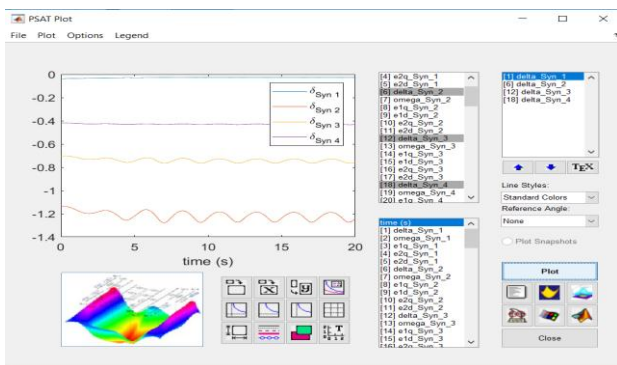 PSAT Plot
File Plot Options Legend
0
-0.2
-0.4
-0.6
-0.8
-1
-1.2
-1.4
0
5
10
15
20
time (s)
δSyn 1
δSyn 2
δSyn 3
δSyn 4
[4] e2q_Syn_1
[5] e2d_Syn_1
[6] delta_Syn_2
[7] omega_Syn_2
[8] e1q_Syn_2
[9] e1d_Syn_2
[10] e2q_Syn_2
[11] e2d_Syn_2
[12] delta_Syn_3
[13] omega_Syn_3
[14] e1q_Syn_3
[15] e1d_Syn_3
[16] e2q_Syn_3
[17] e2d_Syn_3
[18] delta_Syn_4
[19] omega_Syn_4
[20] e1q_Syn_4
time (s)
[1] delta_Syn_1
[2] omega_Syn_1
[3] e1q_Syn_1
[4] e2q_Syn_1
[5] e2d_Syn_1
[6] delta_Syn_2
[7] omega_Syn_2
[8] e1q_Syn_2
[9] e1d_Syn_2
[10] e2q_Syn_2
[11] e2d_Syn_2
[12] delta_Syn_3
[13] omega_Syn_3
[14] e1q_Syn_3
[15] e1d_Syn_3
[16] e2q_Syn_3
[1] delta_Syn_1
[6] delta_Syn_2
[12] delta_Syn_3
[18] delta_Syn_4
TEX
Line Styles:
Standard Colors
Reference Angle:
None
Plot Snapshots
Plot
Close